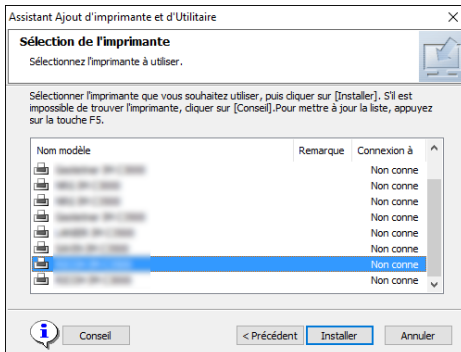 Assistant Ajout d'imprimante et d'Utilitaire
Sélection de l'imprimante
Sélectionnez l'imprimante à utiliser.
Sélectionner l'imprimante que vous souhaitez utiliser, puis cliquer sur [Installer]. S'il est
impossible de trouver l'imprimante, cliquer sur [Conseil].Pour mettre à jour la liste, appuyez
sur la touche F5.
Nom modèle Remarque Connexion à
Non conne
Non conne
Non conne
Non conne
Non conne
Non conne
Non conne
Non conne
Conseil < Précédent Installer Annuler